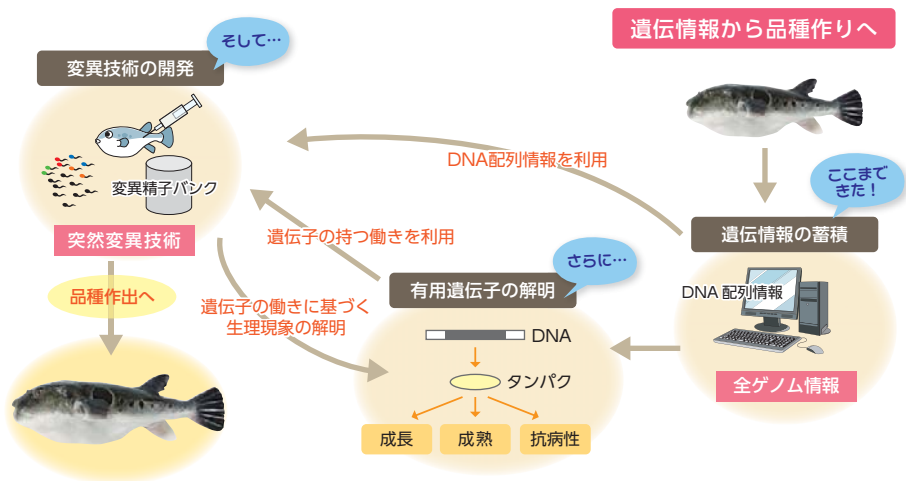 遺伝情報から品種作りへ
そして…
変異技術の開発
変異精子バンク
突然変異技術
品種作出へ
DNA配列情報を利用
遺伝子の持つ働きを利用
遺伝子の働きに基づく
生理現象の解明
さらに…
有用遺伝子の解明
DNA
タンパク
成長
成熟
抗病性
ここまで
きた！
遺伝情報の蓄積
DNA 配列情報
全ゲノム情報